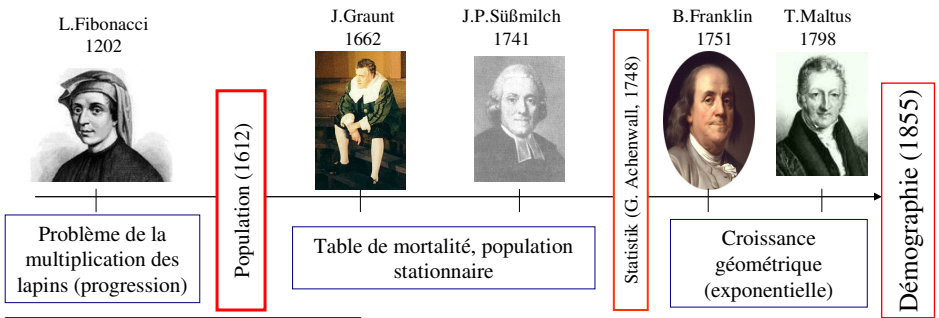 L.Fibonacci
1202
J.Graunt
1662
J.P.Süßmilch
1741
B.Franklin
1751
T.Maltus
1798
Population (1612)
Statistik (G. Achenwall, 1748)
Démographie (1855)
Problème de la
multiplication des
lapins (progression)
Table de mortalité, population
stationnaire
Croissance
géométrique
(exponentielle)